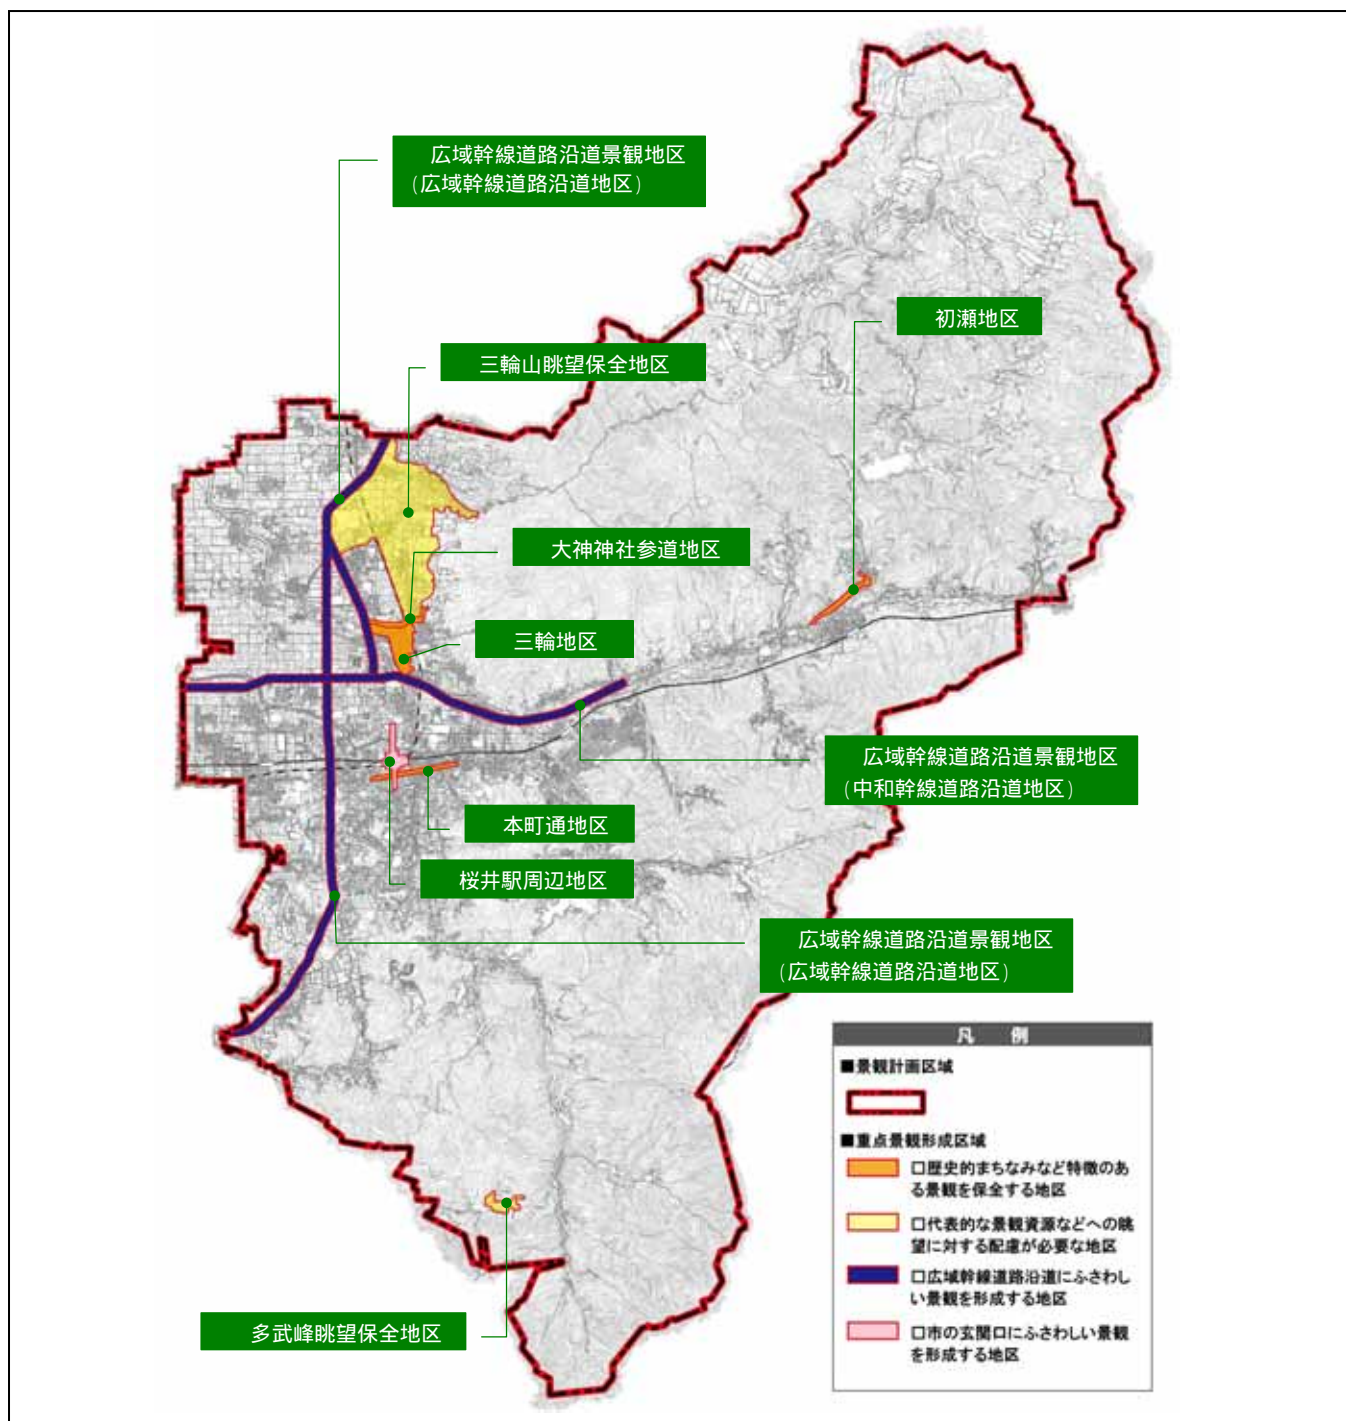 広域幹線道路沿道景観地区
(広域幹線道路沿道地区)
初瀬地区
三輪山眺望保全地区
大神神社参道地区
三輪地区
広域幹線道路沿道景観地区
(中和幹線道路沿道地区)
本町通地区
桜井駅周辺地区
広域幹線道路沿道景観地区
(広域幹線道路沿道地区)
多武峰眺望保全地区
凡 例
■景観計画区域
■重点景観形成区域
□歴史的まちなみなど特徴のあ
る景観を保全する地区
□代表的な景観資源などへの眺
望に対する配慮が必要な地区
□広域幹線道路沿道にふさわし
い景観を形成する地区
□市の玄関口にふさわしい景観
を形成する地区